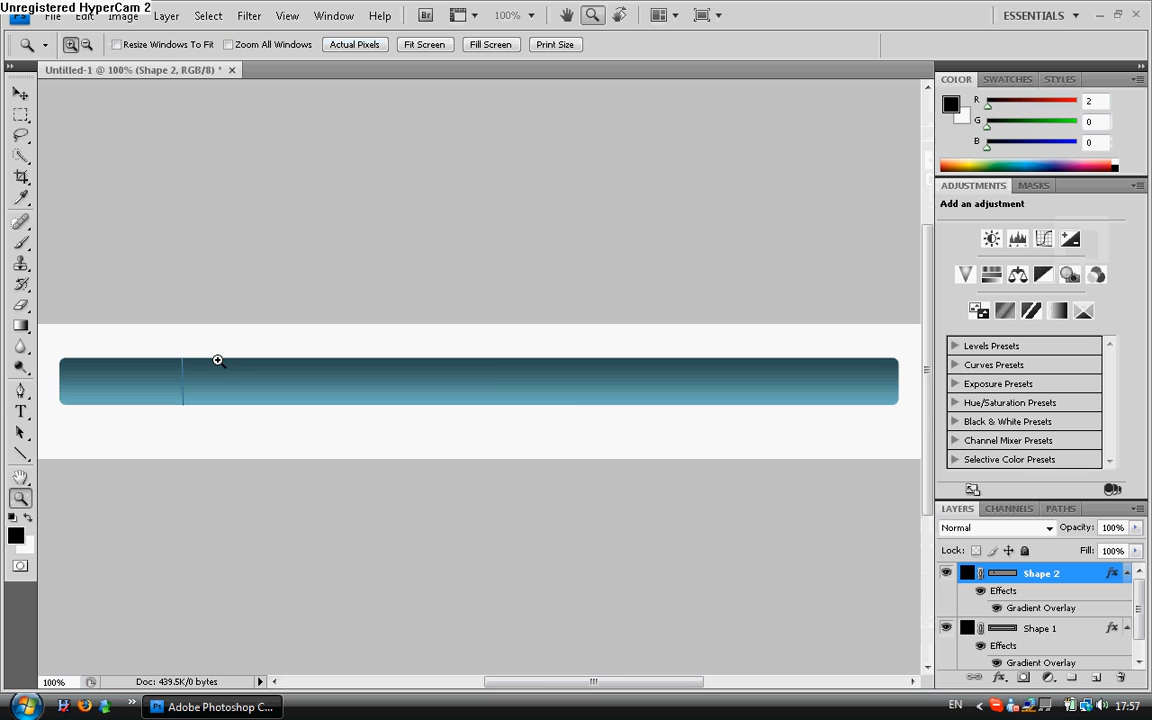 Unregistered HyperCam 2
Ps File Edit Image Layer Select Filter View Window Help Br 100% ESSENTIALS
Resize Windows To Fit Zoom All Windows Actual Pixels Fit Screen Fill Screen Print Size
Untitled-1 @ 100% (Shape 2, RGB/8) *
COLOR SWATCHES STYLES
R 2
G 0
B 0
ADJUSTMENTS MASKS
Add an adjustment
Levels Presets
Curves Presets
Exposure Presets
Hue/Saturation Presets
Black & White Presets
Channel Mixer Presets
Selective Color Presets
LAYERS CHANNELS PATHS
Normal Opacity: 100%
Lock: Fill: 100%
Shape 2 fx
Effects
Gradient Overlay
Shape 1 fx
Effects
Gradient Overlay
100% Doc: 439.5K/0 bytes
Ps Adobe Photoshop C... EN 17:57